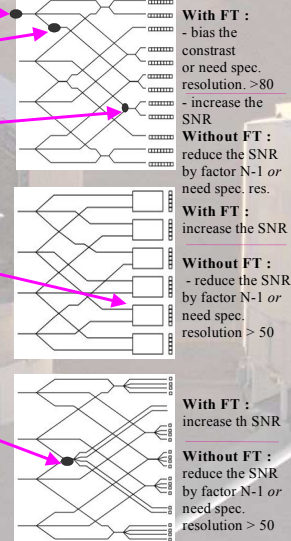 With FT :
- bias the
constrast
or need spec.
resolution. >80
- increase the
SNR
Without FT :
reduce the SNR
by factor N-1 or
need spec. res.
With FT :
increase the SNR
Without FT :
- reduce the SNR
by factor N-1 or
need spec.
resolution > 50
With FT :
increase th SNR
Without FT :
reduce the SNR
by factor N-1 or
need spec.
resolution > 50